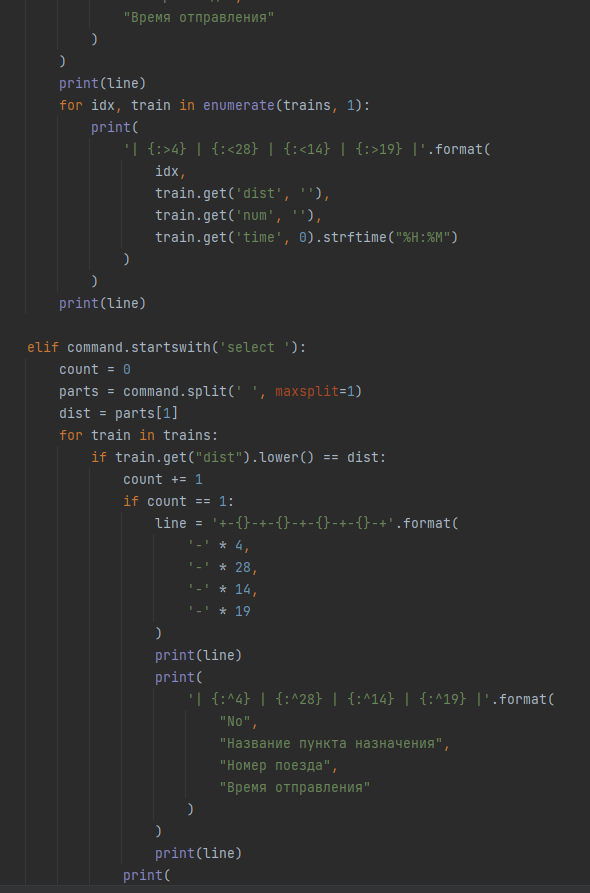 "Время отправления"
)
)
print(line)
for idx, train in enumerate(trains, 1):
print(
'| {:>4} | {:<28} | {:<14} | {:>19} |'.format(
idx,
train.get('dist', ''),
train.get('num', ''),
train.get('time', 0).strftime("%H:%M")
)
)
print(line)
elif command.startswith('select '):
count = 0
parts = command.split(' ', maxsplit=1)
dist = parts[1]
for train in trains:
if train.get("dist").lower() == dist:
count += 1
if count == 1:
line = '+-{}-+-{}-+-{}-+-{}-+'.format(
'-' * 4,
'-' * 28,
'-' * 14,
'-' * 19
)
print(line)
print(
'| {:^4} | {:^28} | {:^14} | {:^19} |'.format(
"No",
"Название пункта назначения",
"Номер поезда",
"Время отправления"
)
)
print(line)
print(